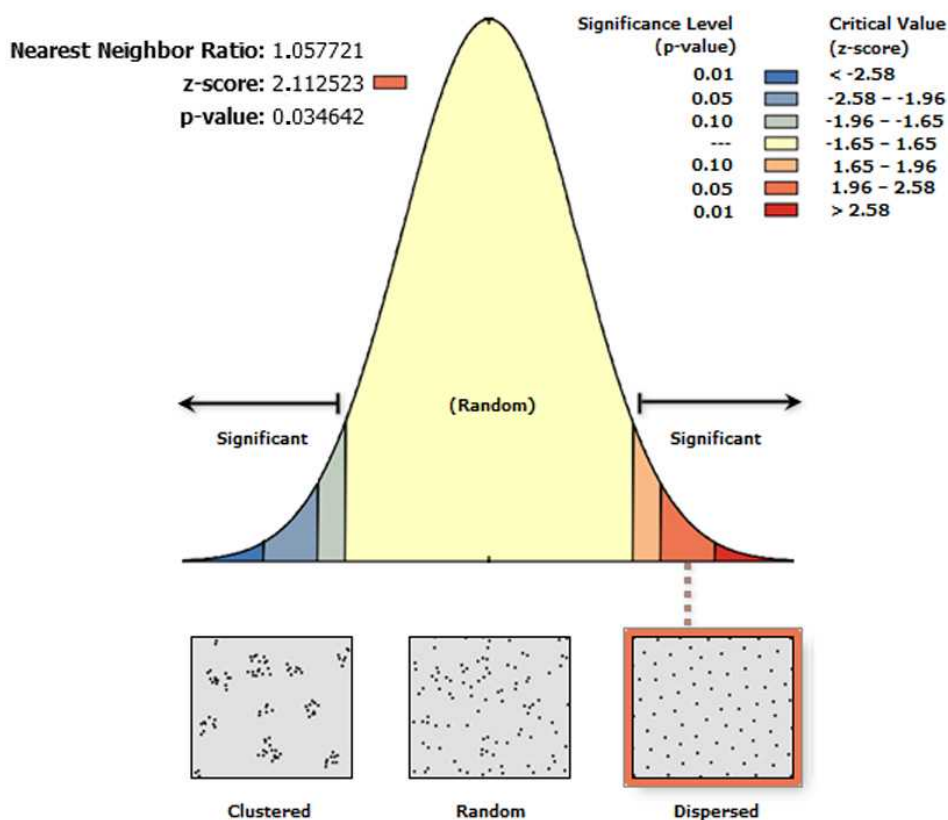 Nearest Neighbor Ratio: 1.057721
z-score: 2.112523
p-value: 0.034642
Significance Level
(p-value)
Critical Value
(z-score)
0.01 < -2.58
0.05 -2.58 – -1.96
0.10 -1.96 – -1.65
--- -1.65 – 1.65
0.10 1.65 – 1.96
0.05 1.96 – 2.58
0.01 > 2.58
(Random)
Significant
Significant
Clustered
Random
Dispersed